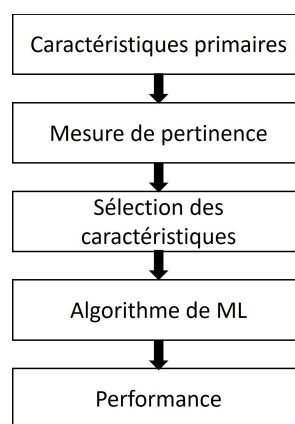 Caractéristiques primaires
Mesure de pertinence
Sélection des
caractéristiques
Algorithme de ML
Performance